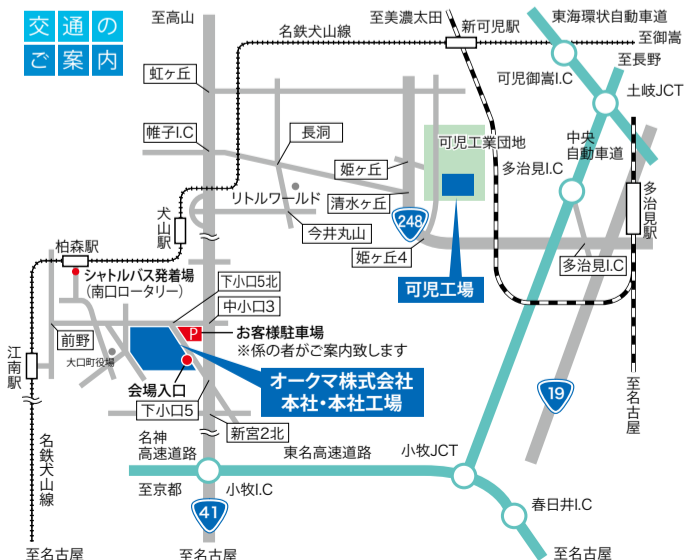 交通の
ご案内
至高山
名鉄犬山線
至美濃太田
新可児駅
東海環状自動車道
至御嵩
至長野
可児御嵩I.C
土岐JCT
虹ヶ丘
帷子I.C
長洞
可児工業団地
中央
自動車道
姫ヶ丘
多治見I.C
リトルワールド
清水ヶ丘
多治見駅
犬山駅
今井丸山
248
柏森駅
姫ヶ丘4
多治見I.C
シャトルバス発着場
(南口ロータリー)
下小口5北
可児工場
中小口3
前野
P
お客様駐車場
※係の者がご案内致します
大口町役場
江南駅
会場入口
オークマ株式会社
本社・本社工場
下小口5
19
至名古屋
新宮2北
名鉄犬山線
名神
高速道路
東名高速道路
小牧JCT
至京都
小牧I.C
41
春日井I.C
至名古屋
至名古屋
至名古屋